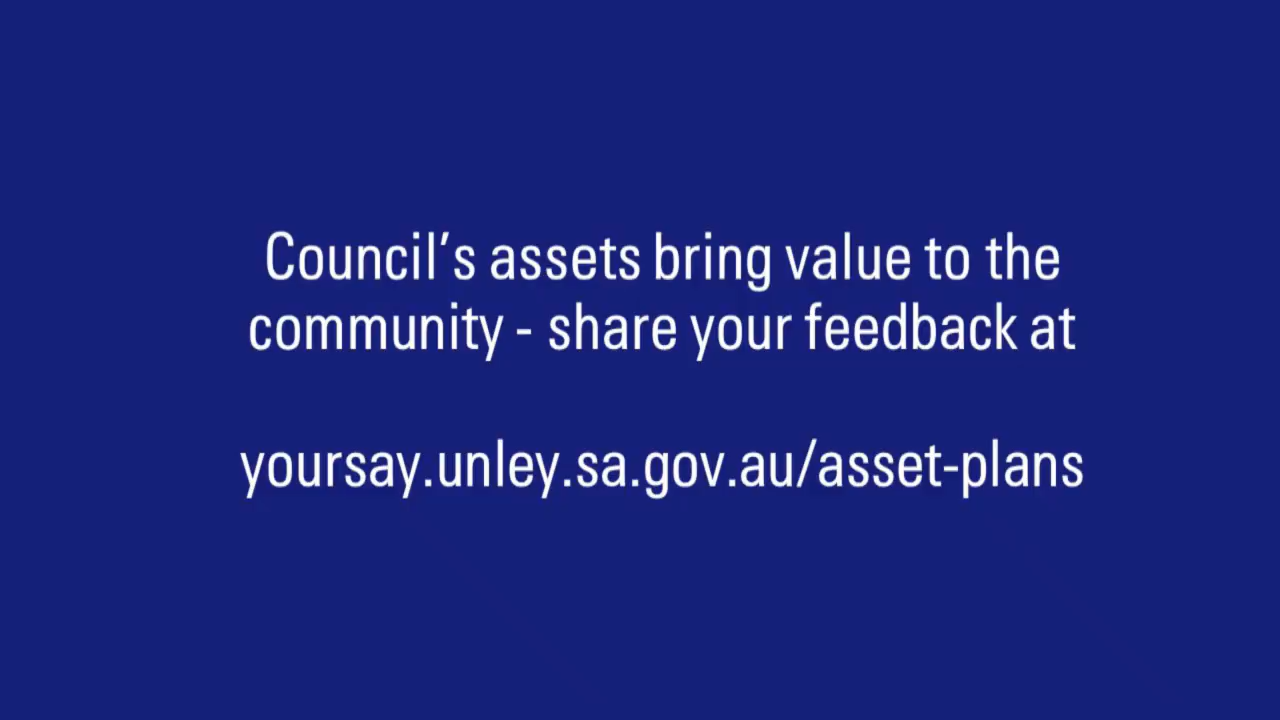 Council’s assets bring value to the
community - share your feedback at
yoursay.unley.sa.gov.au/asset-plans